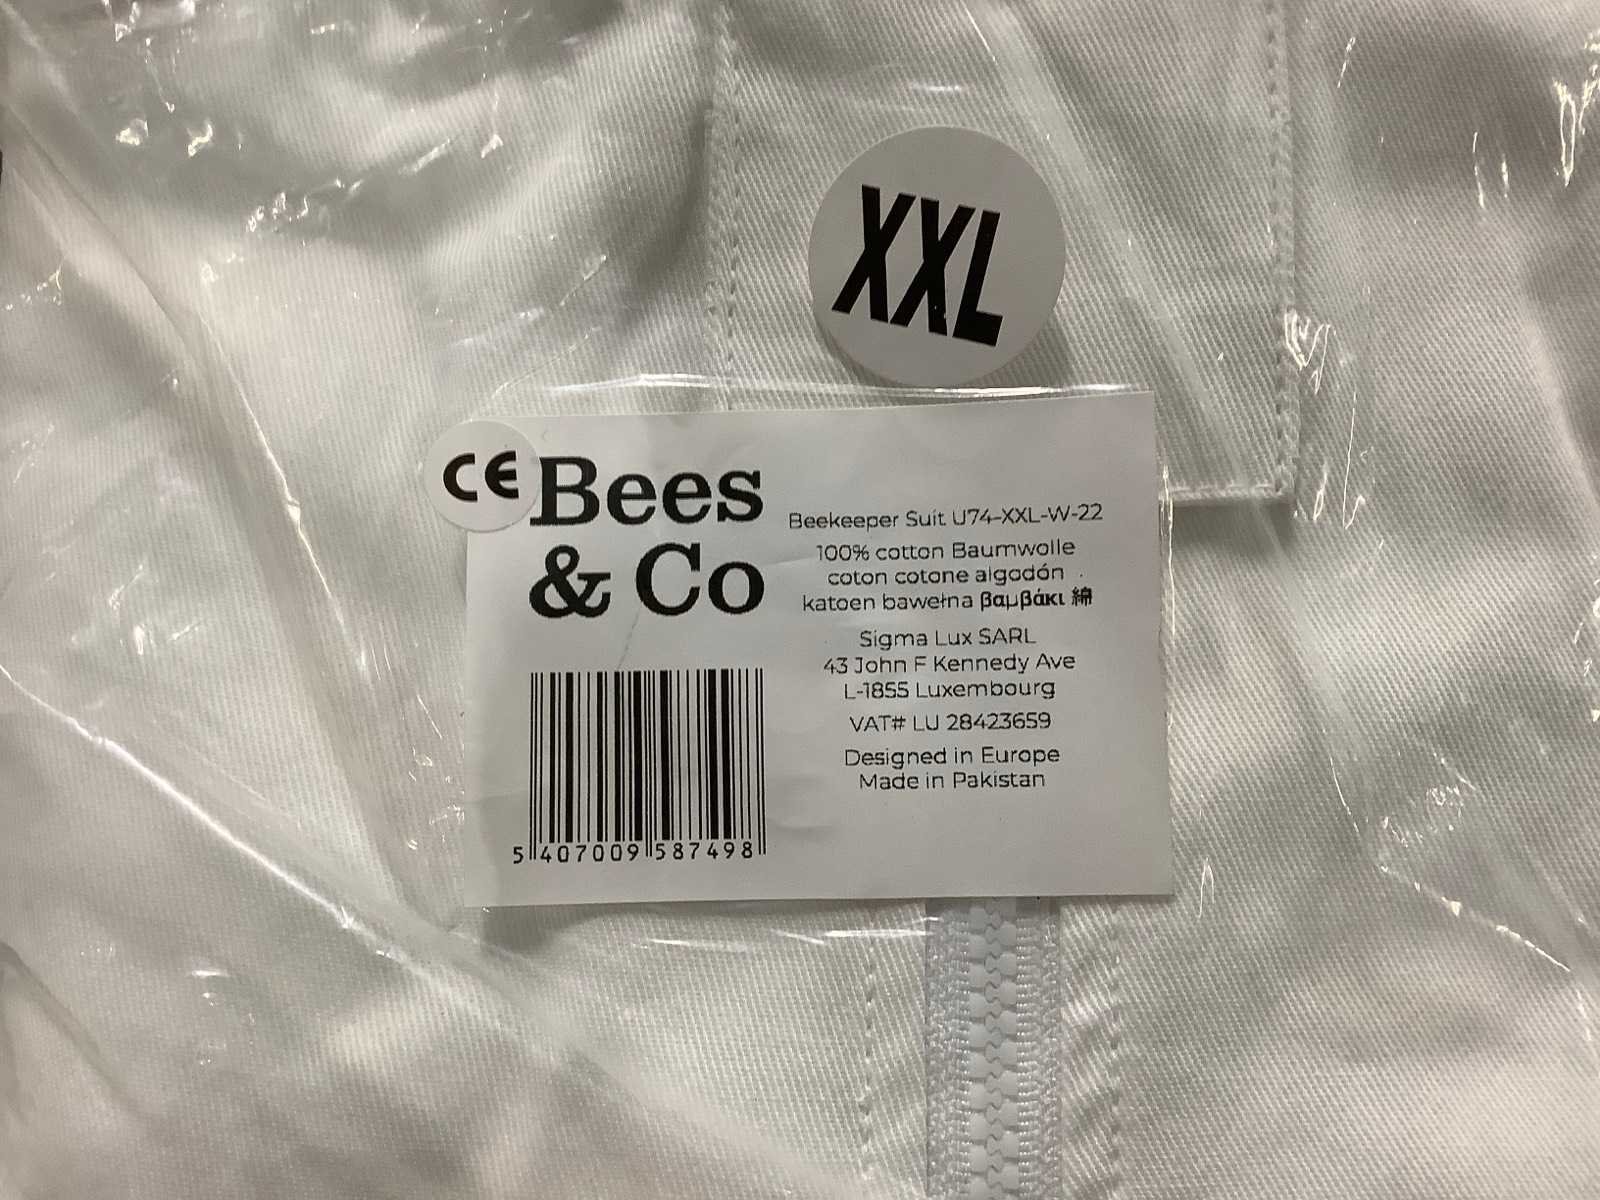 XXL
CE
Bees
& Co
Beekeeper Suit U74-XXL-W-22
100% cotton Baumwolle
coton cotone algodón
katoen bawełna βαμβάκι 綿
Sigma Lux SARL
43 John F Kennedy Ave
L-1855 Luxembourg
VAT# LU 28423659
Designed in Europe
Made in Pakistan
5 407009 587498